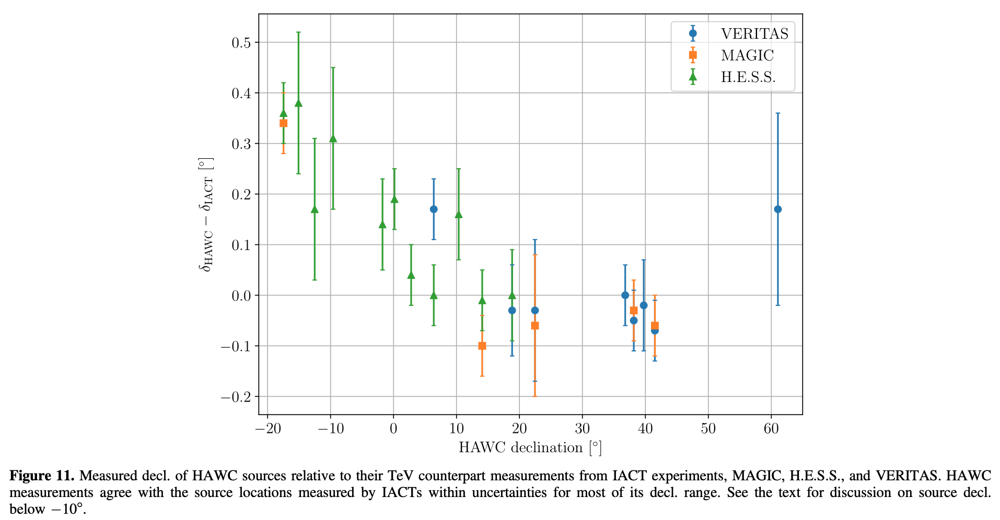 VERITAS
MAGIC
H.E.S.S.
0.5
0.4
0.3
0.2
0.1
0.0
−0.1
−0.2
δHAWC − δIACT [°]
−20 −10 0 10 20 30 40 50 60
HAWC declination [°]
Figure 11. Measured decl. of HAWC sources relative to their TeV counterpart measurements from IACT experiments, MAGIC, H.E.S.S., and VERITAS. HAWC
measurements agree with the source locations measured by IACTs within uncertainties for most of its decl. range. See the text for discussion on source decl.
below −10°.